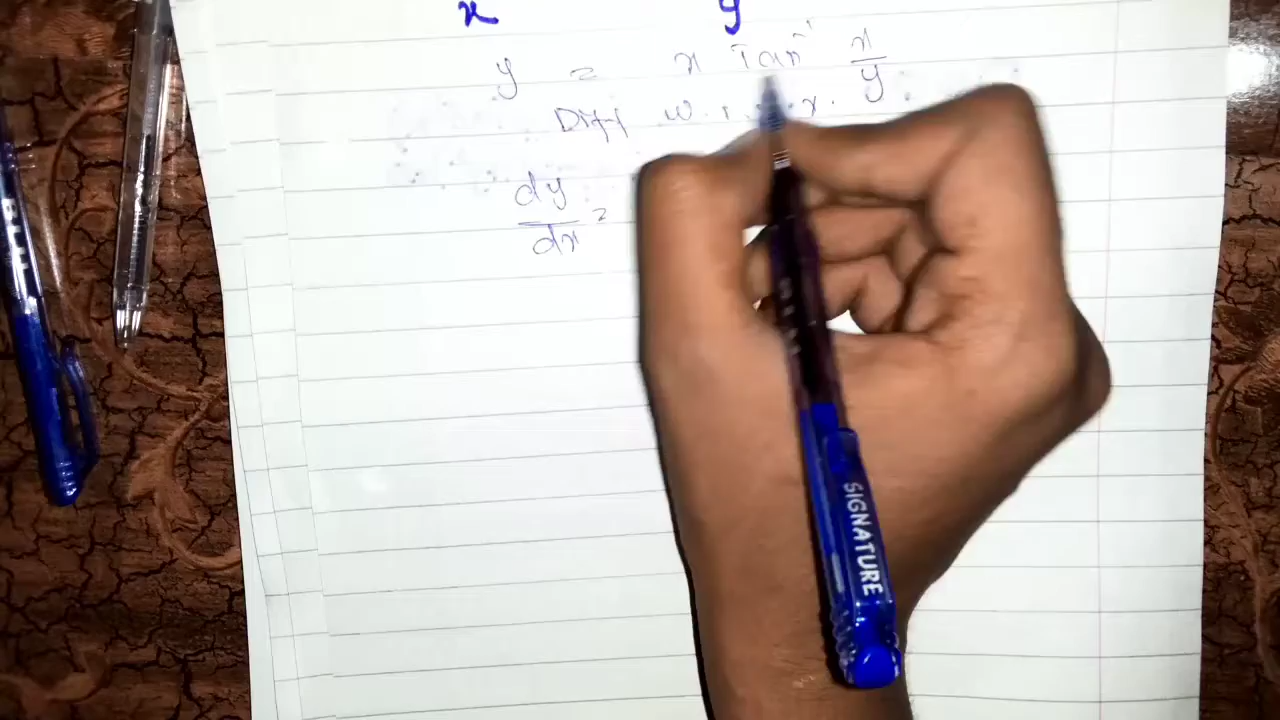 x y
y = x Tan⁻¹ x/y
Diff w.r. x.
dy/dx =
SIGNATURE